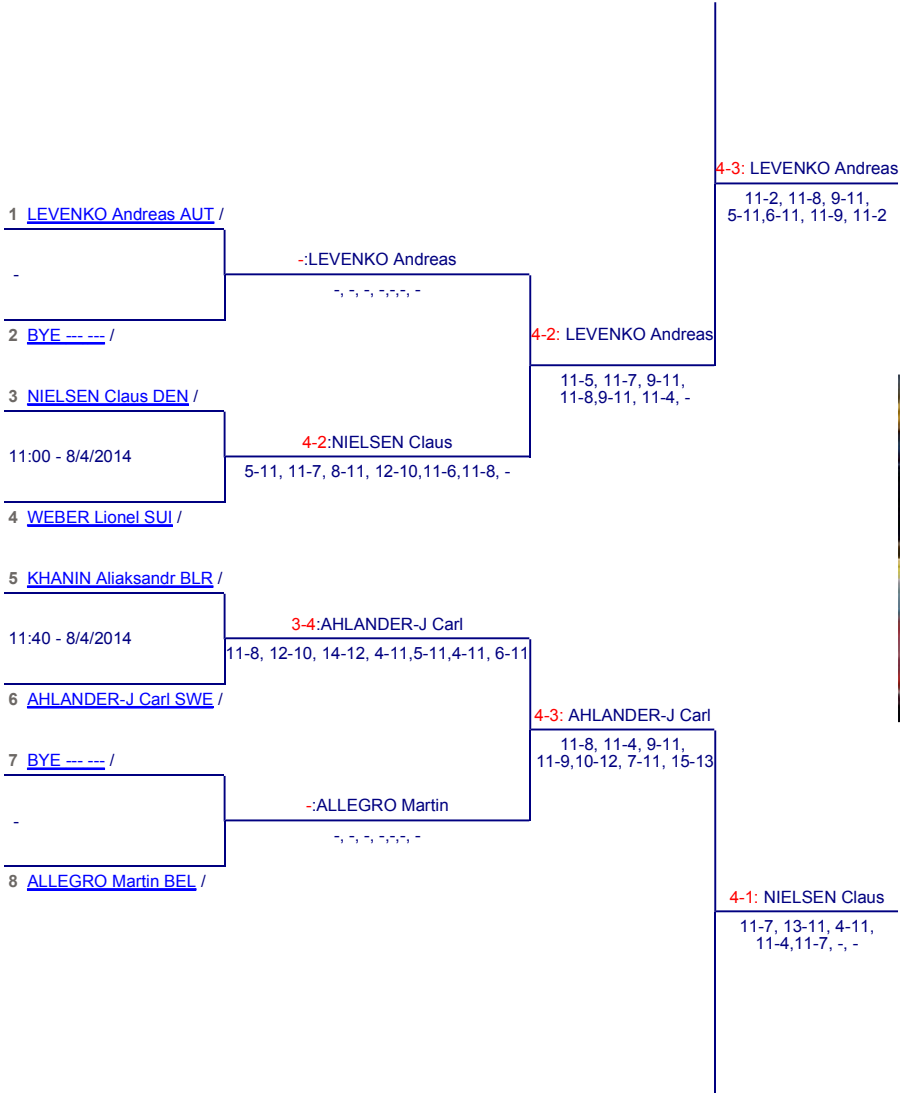 4-3: LEVENKO Andreas
11-2, 11-8, 9-11,
5-11,6-11, 11-9, 11-2
1 LEVENKO Andreas AUT /
-
-:LEVENKO Andreas
-, -, -, -,-,-, -
2 BYE --- --- /
4-2: LEVENKO Andreas
11-5, 11-7, 9-11,
11-8,9-11, 11-4, -
3 NIELSEN Claus DEN /
11:00 - 8/4/2014
4-2:NIELSEN Claus
5-11, 11-7, 8-11, 12-10,11-6,11-8, -
4 WEBER Lionel SUI /
5 KHANIN Aliaksandr BLR /
11:40 - 8/4/2014
3-4:AHLANDER-J Carl
11-8, 12-10, 14-12, 4-11,5-11,4-11, 6-11
6 AHLANDER-J Carl SWE /
4-3: AHLANDER-J Carl
11-8, 11-4, 9-11,
11-9,10-12, 7-11, 15-13
7 BYE --- --- /
-
-:ALLEGRO Martin
-, -, -, -,-,-, -
8 ALLEGRO Martin BEL /
4-1: NIELSEN Claus
11-7, 13-11, 4-11,
11-4,11-7, -, -